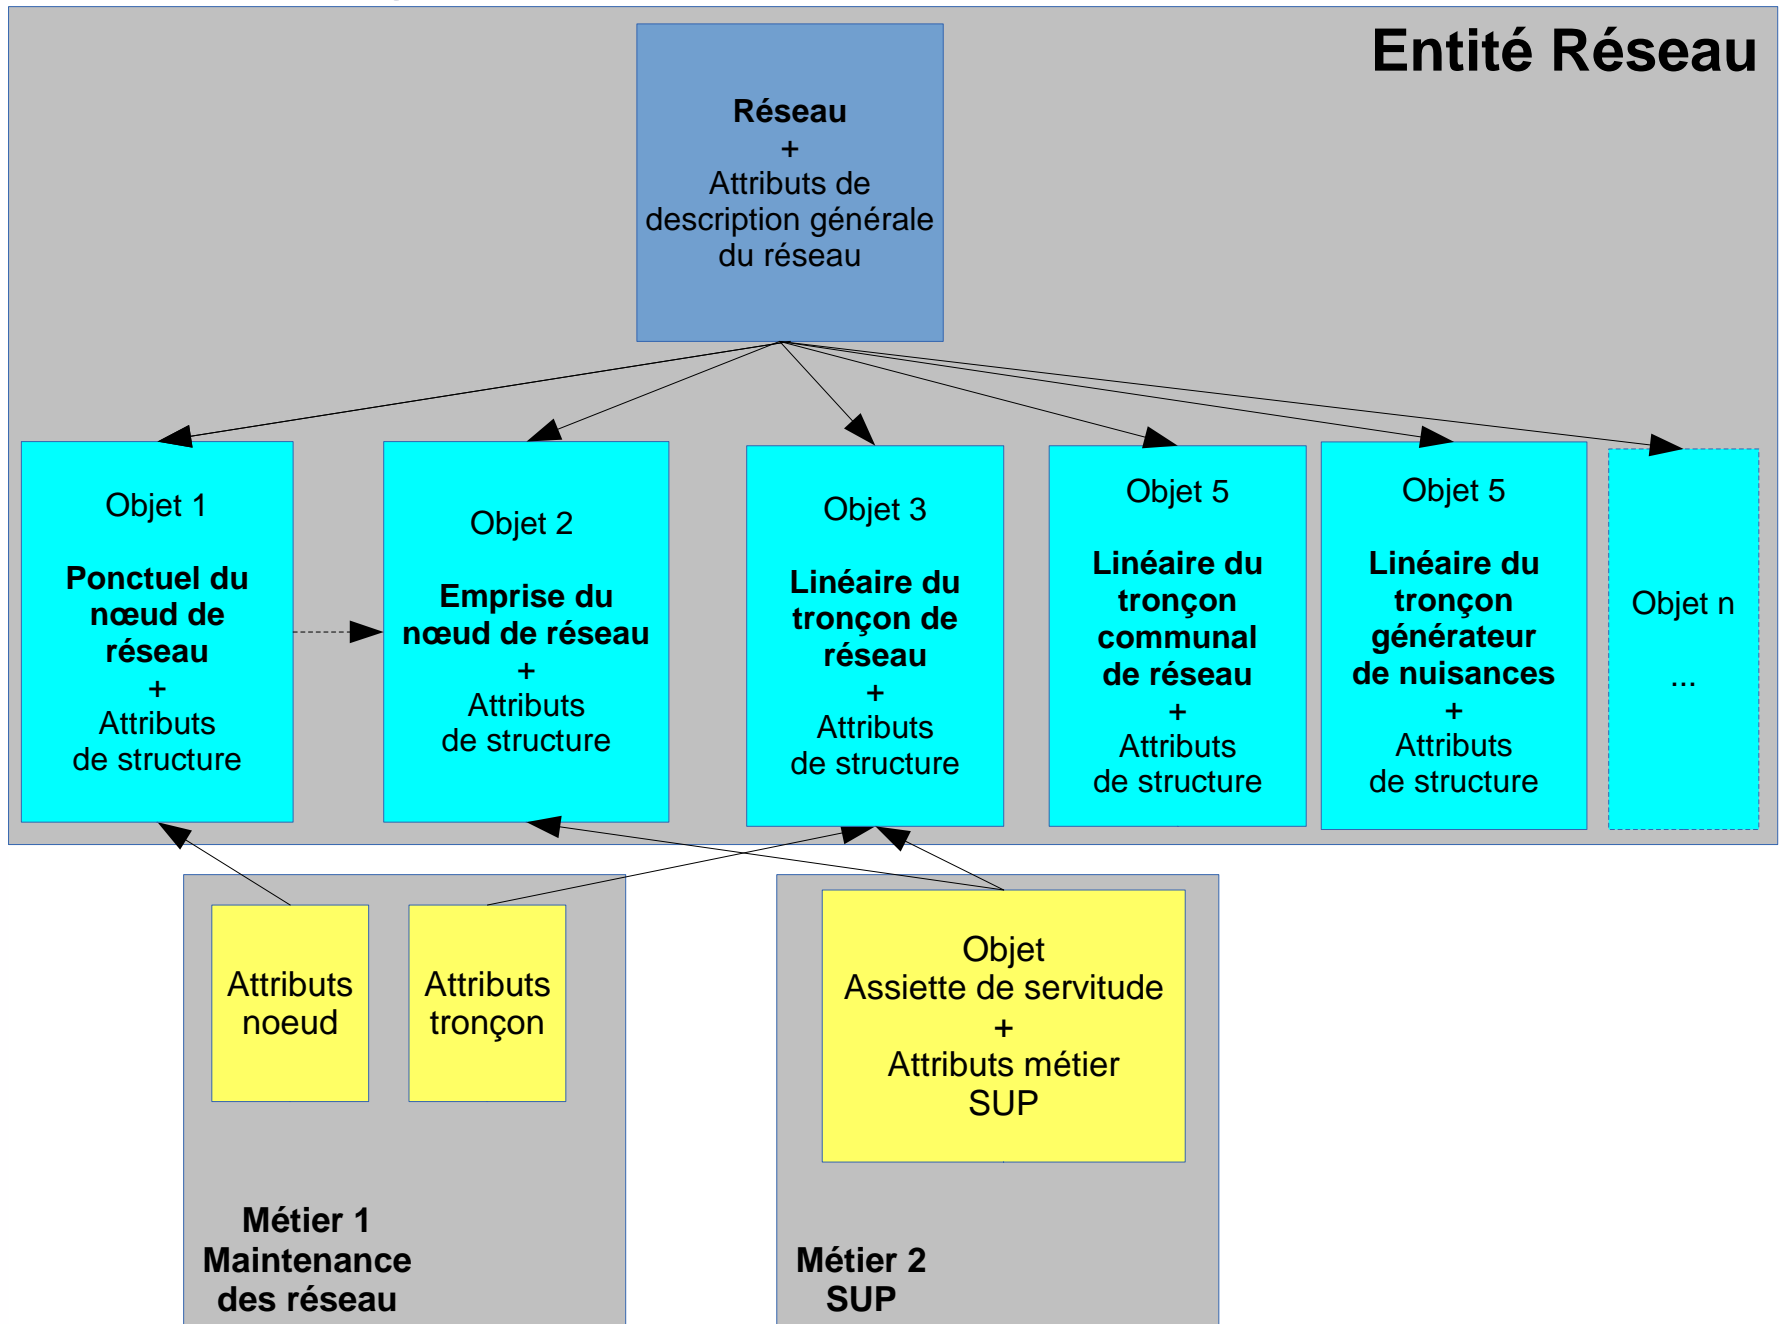 Entité Réseau
Réseau
+
Attributs de
description générale
du réseau
Objet 1
Ponctuel du
nœud de
réseau
+
Attributs
de structure
Objet 2
Emprise du
nœud de réseau
+
Attributs
de structure
Objet 3
Linéaire du
tronçon de
réseau
+
Attributs
de structure
Objet 5
Linéaire du
tronçon
communal
de réseau
+
Attributs
de structure
Objet 5
Linéaire du
tronçon
générateur
de nuisances
+
Attributs
de structure
Objet n
...
Attributs
noeud
Attributs
tronçon
Métier 1
Maintenance
des réseau
Objet
Assiette de servitude
+
Attributs métier
SUP
Métier 2
SUP